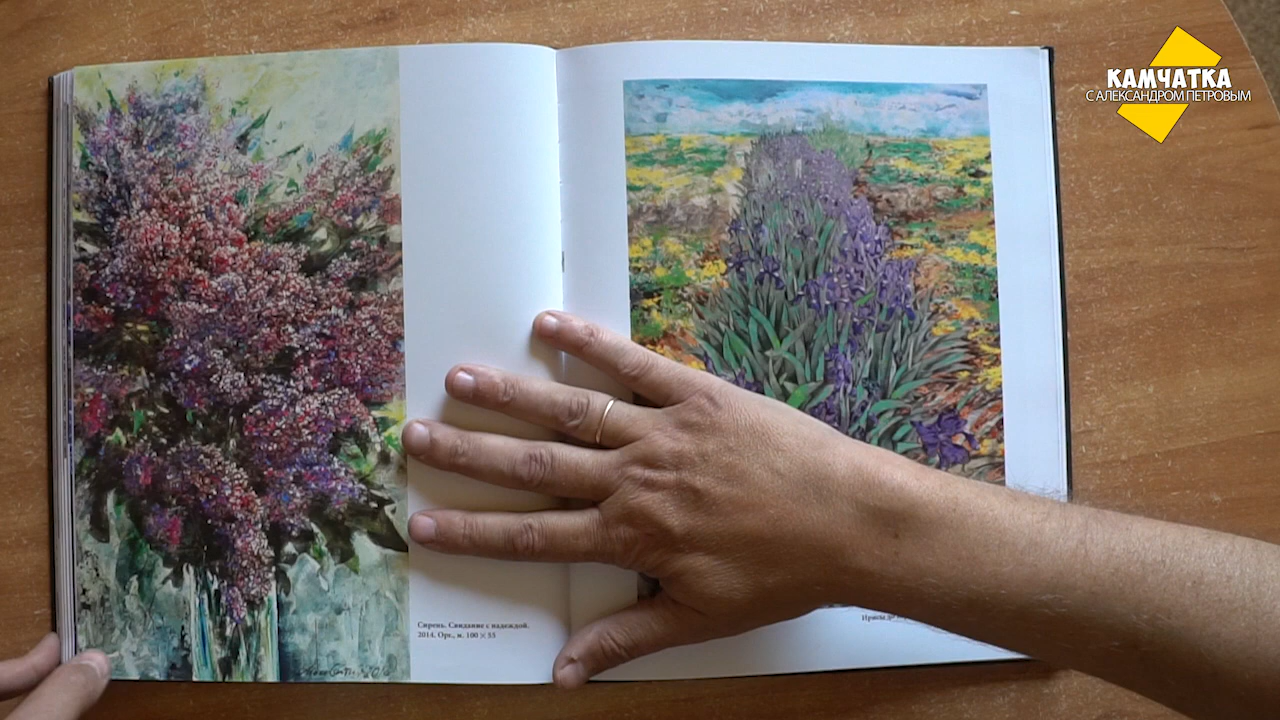 КАМЧАТКА
С АЛЕКСАНДРОМ ПЕТРОВЫМ
Сирень. Свидание с надеждой.
2014. Орг., м. 100 × 55